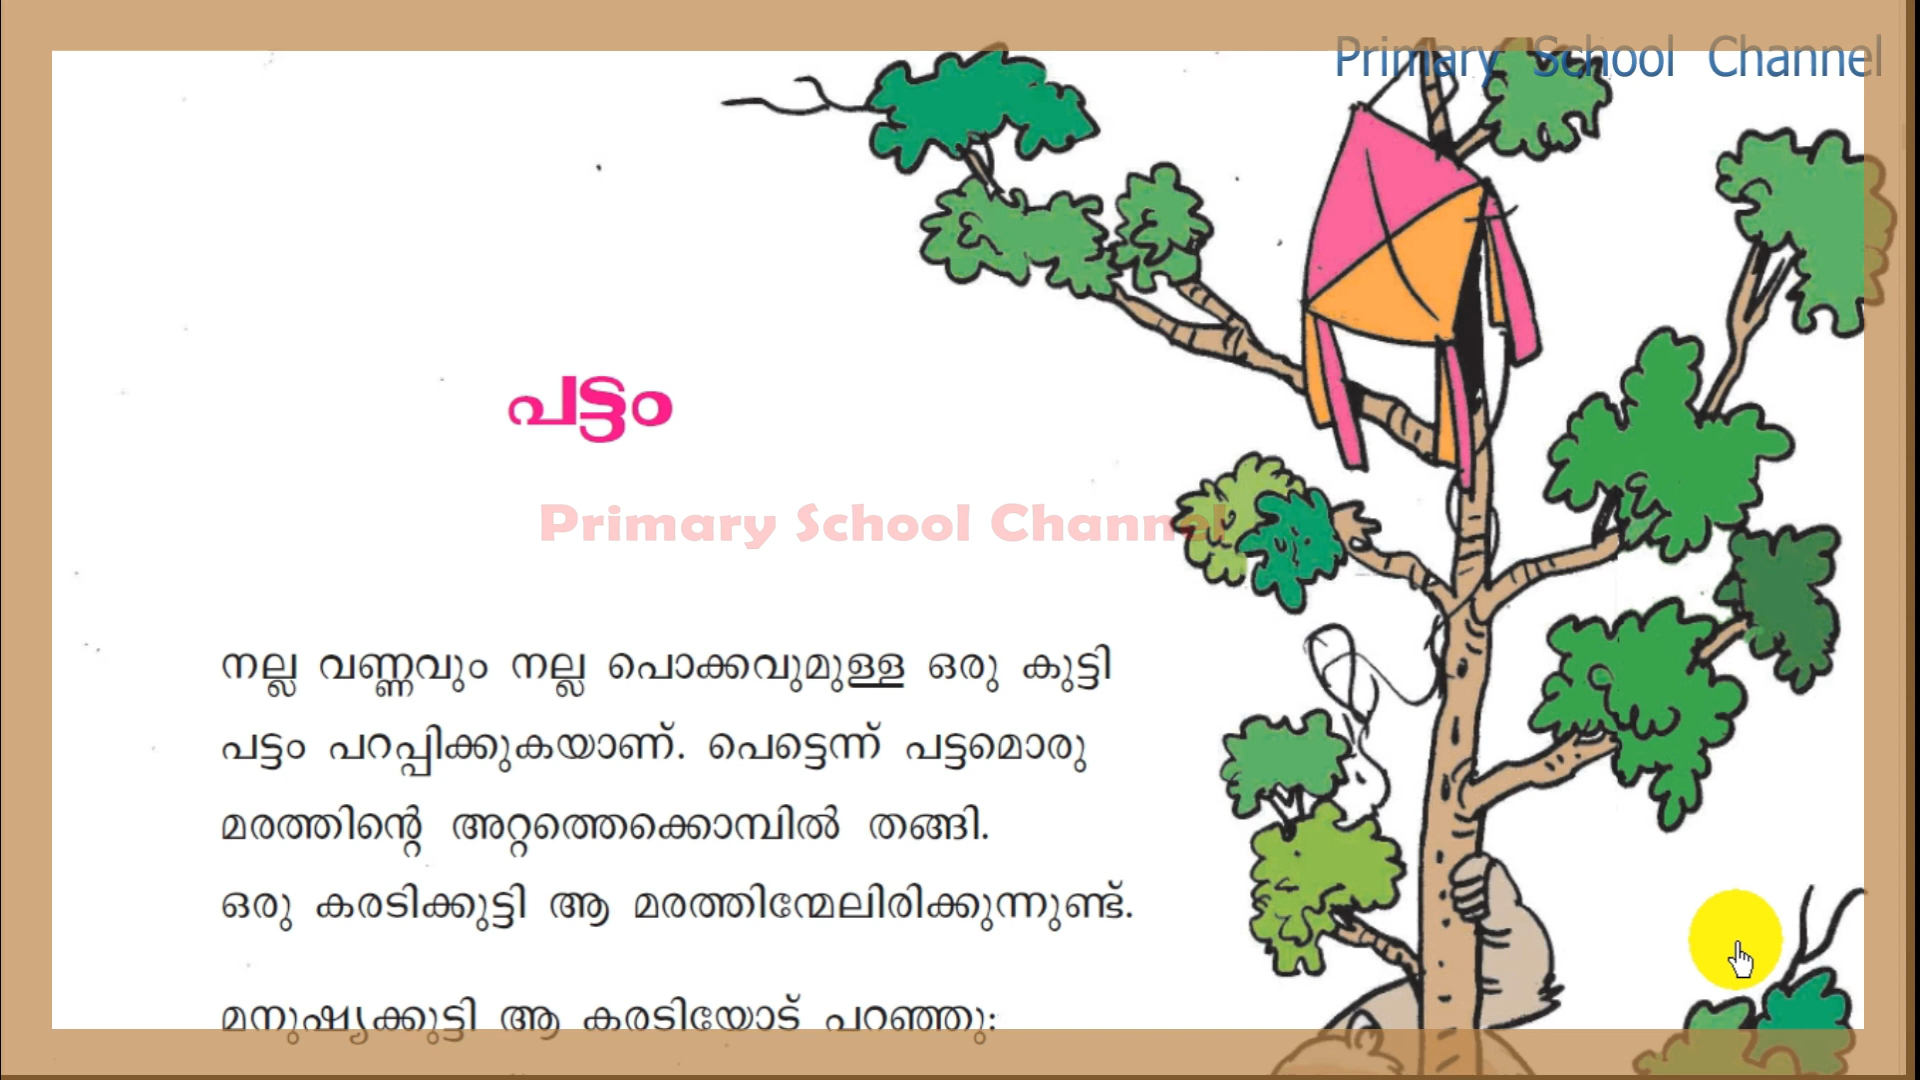 Primary School Channel
പട്ടം
Primary School Channel
നല്ല വണ്ണവും നല്ല പൊക്കവുമുള്ള ഒരു കുട്ടി
പട്ടം പറപ്പിക്കുകയാണ്. പെട്ടെന്ന് പട്ടമൊരു
മരത്തിന്റെ അറ്റത്തെക്കൊമ്പിൽ തങ്ങി.
ഒരു കരടിക്കുട്ടി ആ മരത്തിന്മേലിരിക്കുന്നുണ്ട്.
മനുഷ്യക്കുട്ടി ആ കരടിയോട് പറഞ്ഞു: